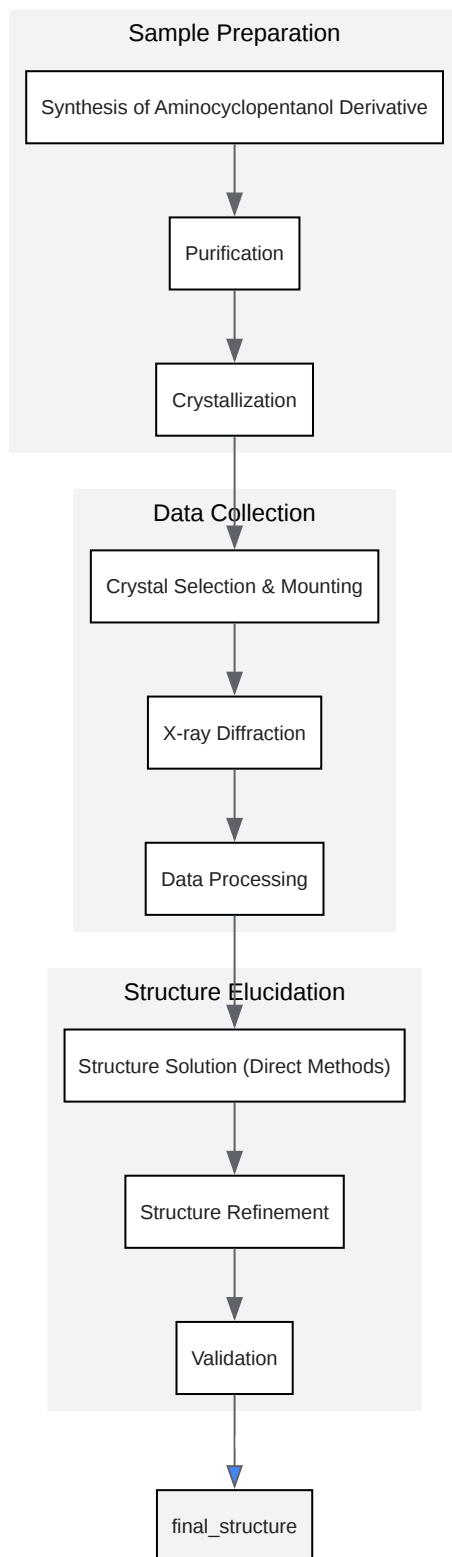 Sample Preparation
Synthesis of Aminocyclopentanol Derivative
Purification
Crystallization
Data Collection
Crystal Selection & Mounting
X-ray Diffraction
Data Processing
Structure Elucidation
Structure Solution (Direct Methods)
Structure Refinement
Validation
final_structure